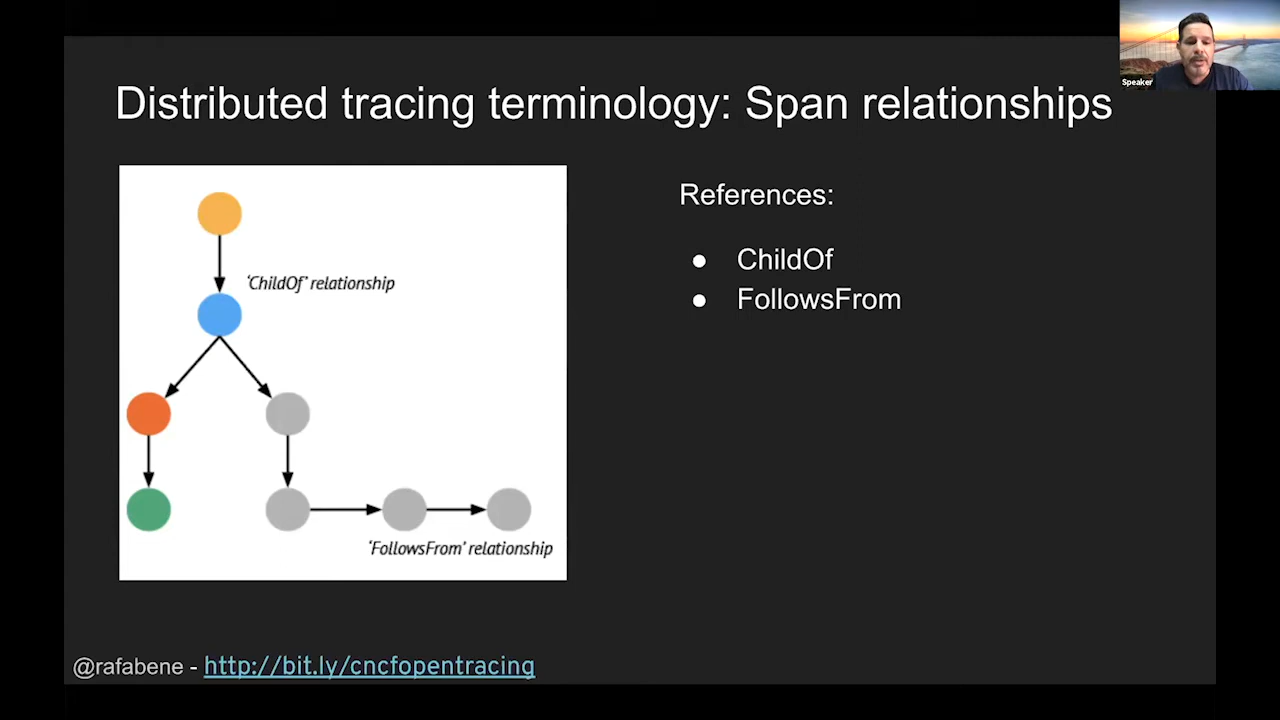 Speaker
Distributed tracing terminology: Span relationships
'ChildOf' relationship
'FollowsFrom' relationship
References:
● ChildOf
● FollowsFrom
@rafabene - http://bit.ly/cncfopentracing